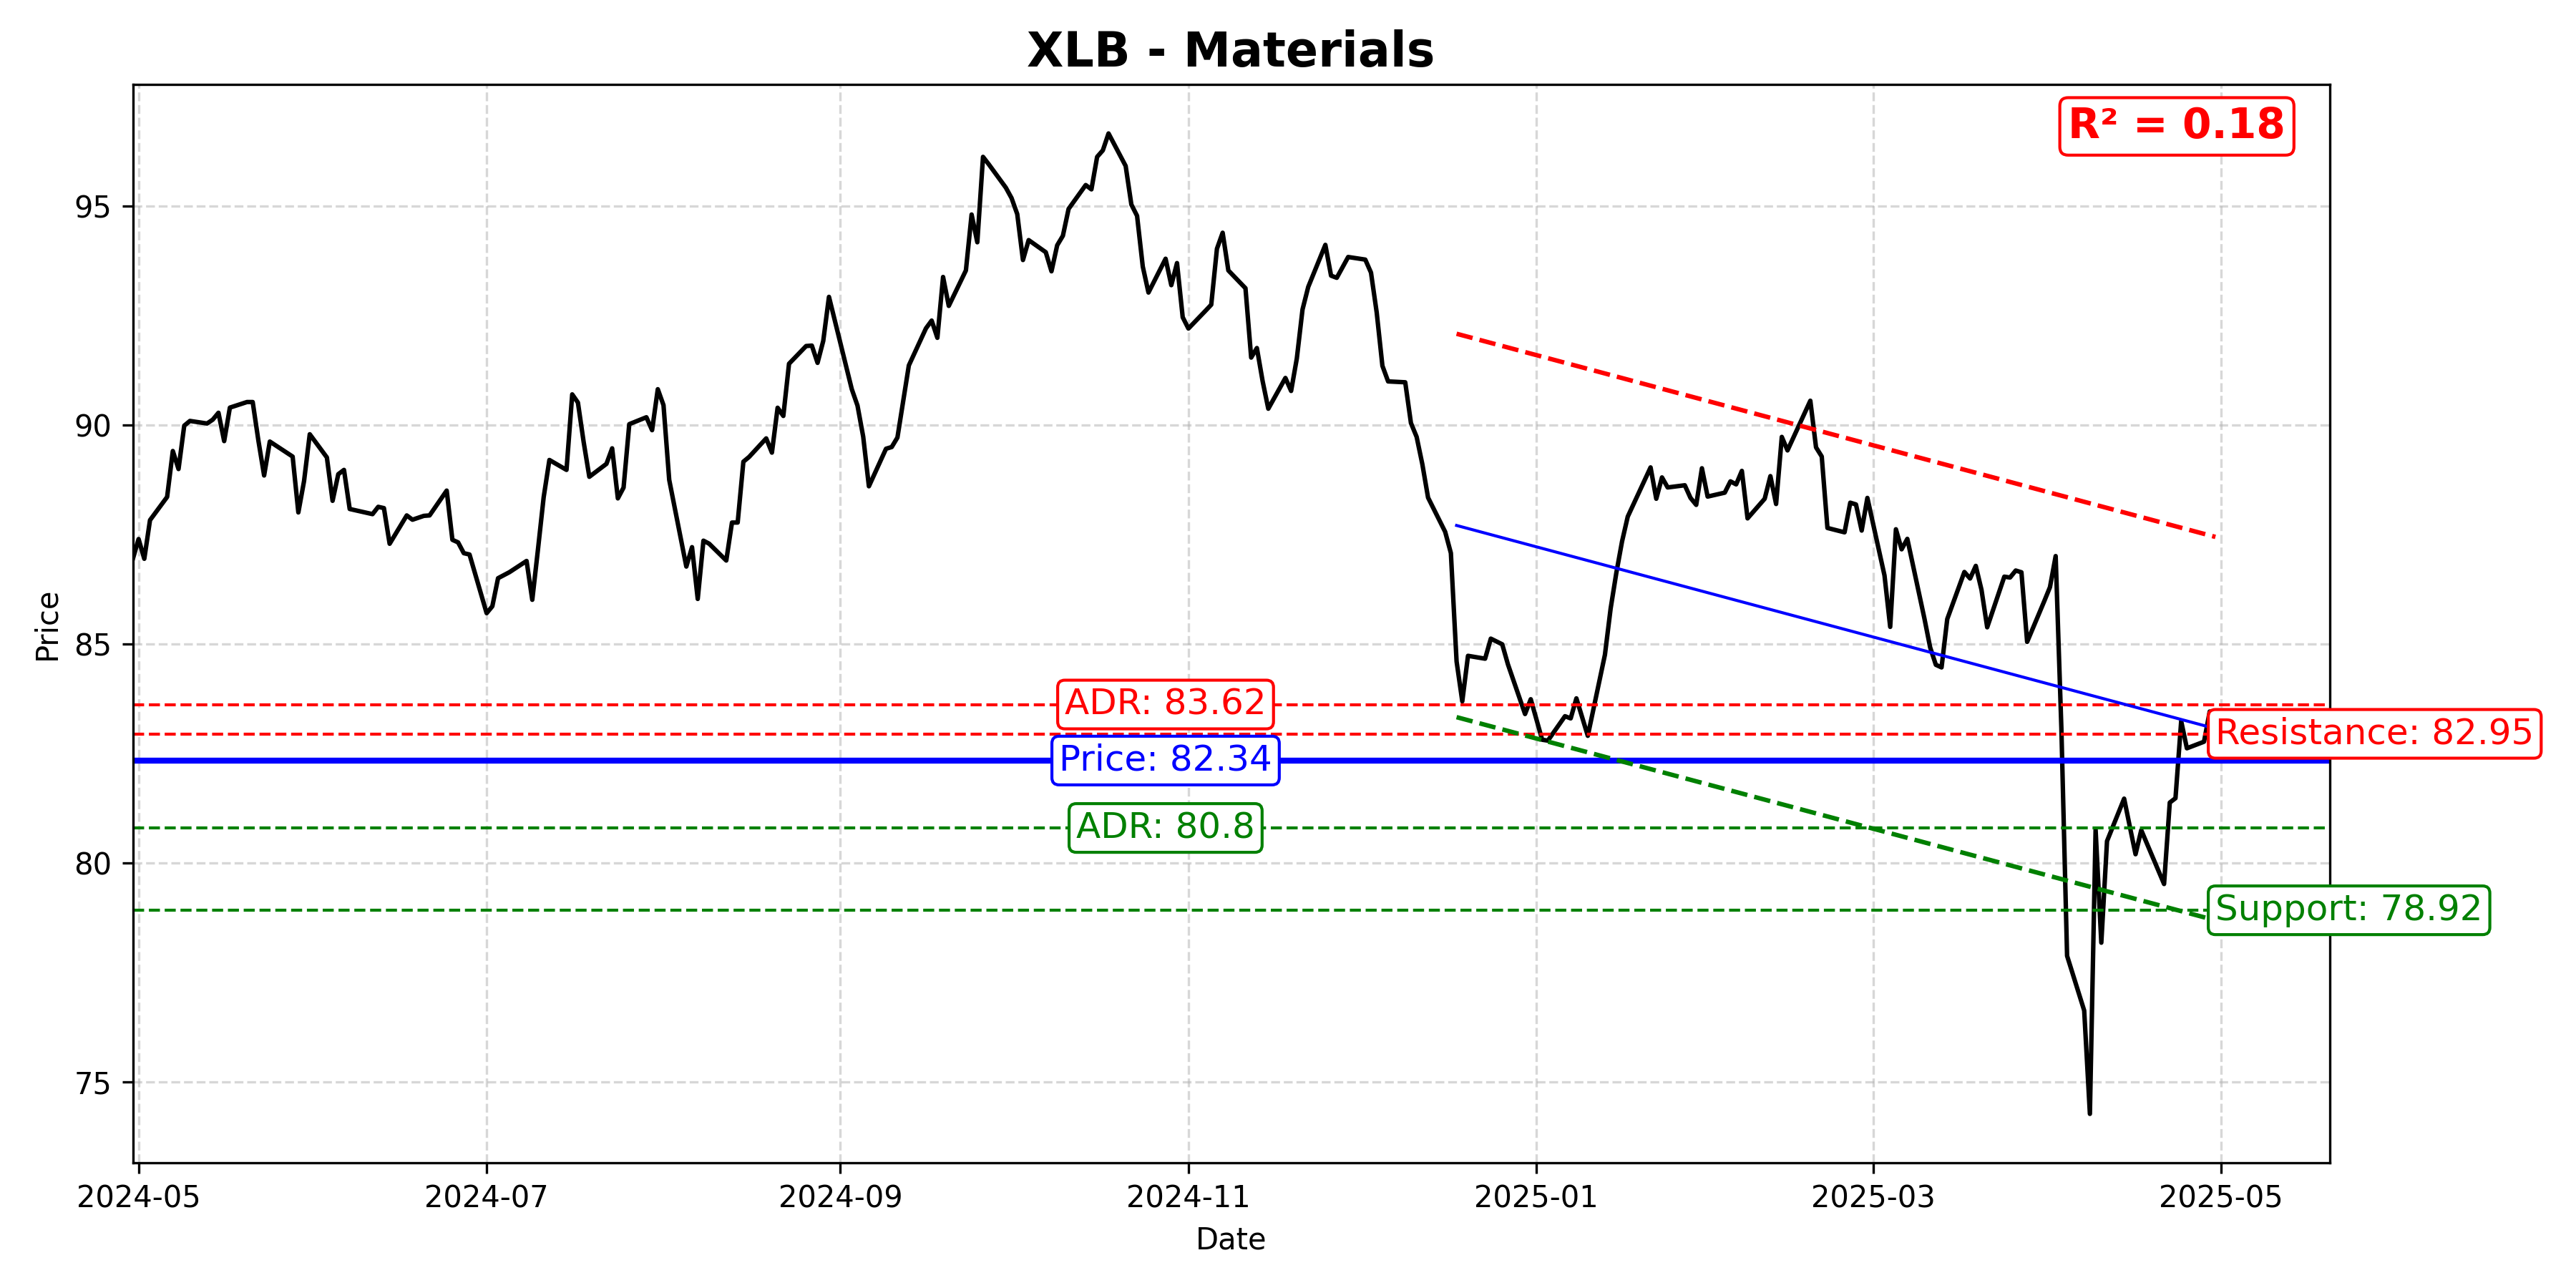 XLB - Materials
R² = 0.18
Price
95
90
85
80
75
ADR: 83.62
Resistance: 82.95
Price: 82.34
ADR: 80.8
Support: 78.92
2024-05
2024-07
2024-09
2024-11
2025-01
2025-03
2025-05
Date